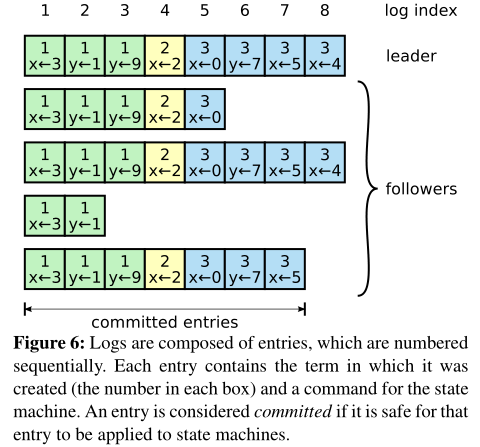 1 2 3 4 5 6 7 8 log index
1 1 1 2 3 3 3 3
x←3 y←1 y←9 x←2 x←0 y←7 x←5 x←4
leader
1 1 1 2 3
x←3 y←1 y←9 x←2 x←0
1 1 1 2 3 3 3 3
x←3 y←1 y←9 x←2 x←0 y←7 x←5 x←4
followers
1 1
x←3 y←1
1 1 1 2 3 3 3
x←3 y←1 y←9 x←2 x←0 y←7 x←5
committed entries
Figure 6: Logs are composed of entries, which are numbered
sequentially. Each entry contains the term in which it was
created (the number in each box) and a command for the state
machine. An entry is considered committed if it is safe for that
entry to be applied to state machines.